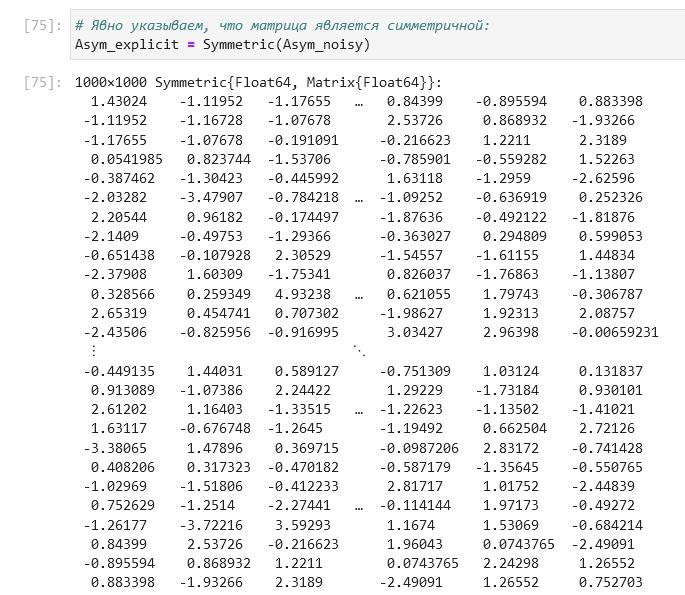 [75]: # Явно указываем, что матрица является симметричной:
Asym_explicit = Symmetric(Asym_noisy)
[75]: 1000×1000 Symmetric{Float64, Matrix{Float64}}:
1.43024 -1.11952 -1.17655 … 0.84399 -0.895594 0.883398
-1.11952 -1.16728 -1.07678 2.53726 0.868932 -1.93266
-1.17655 -1.07678 -0.191091 -0.216623 1.2211 2.3189
0.0541985 0.823744 -1.53706 -0.785901 -0.559282 1.52263
-0.387462 -1.30423 -0.445992 1.63118 -1.2959 -2.62596
-2.03282 -3.47907 -0.784218 … -1.09252 -0.636919 0.252326
2.20544 0.96182 -0.174497 -1.87636 -0.492122 -1.81876
-2.1409 -0.49753 -1.29366 -0.363027 0.294809 0.599053
-0.651438 -0.107928 2.30529 -1.54557 -1.61155 1.44834
-2.37908 1.60309 -1.75341 0.826037 -1.76863 -1.13807
0.328566 0.259349 4.93238 … 0.621055 1.79743 -0.306787
2.65319 0.454741 0.707302 -1.98627 1.92313 2.08757
-2.43506 -0.825956 -0.916995 3.03427 2.96398 -0.00659231
⋮ ⋱
-0.449135 1.44031 0.589127 -0.751309 1.03124 0.131837
0.913089 -1.07386 2.24422 1.29229 -1.73184 0.930101
2.61202 1.16403 -1.33515 … -1.22623 -1.13502 -1.41021
1.63117 -0.676748 -1.2645 -1.19492 0.662504 2.72126
-3.38065 1.47896 0.369715 -0.0987206 2.83172 -0.741428
0.408206 0.317323 -0.470182 -0.587179 -1.35645 -0.550765
-1.02969 -1.51806 -0.412233 2.81717 1.01752 -2.44839
0.752629 -1.2514 -2.27441 … -0.114144 1.97173 -0.49272
-1.26177 -3.72216 3.59293 1.1674 1.53069 -0.684214
0.84399 2.53726 -0.216623 1.96043 0.0743765 -2.49091
-0.895594 0.868932 1.2211 0.0743765 2.24298 1.26552
0.883398 -1.93266 2.3189 -2.49091 1.26552 0.752703